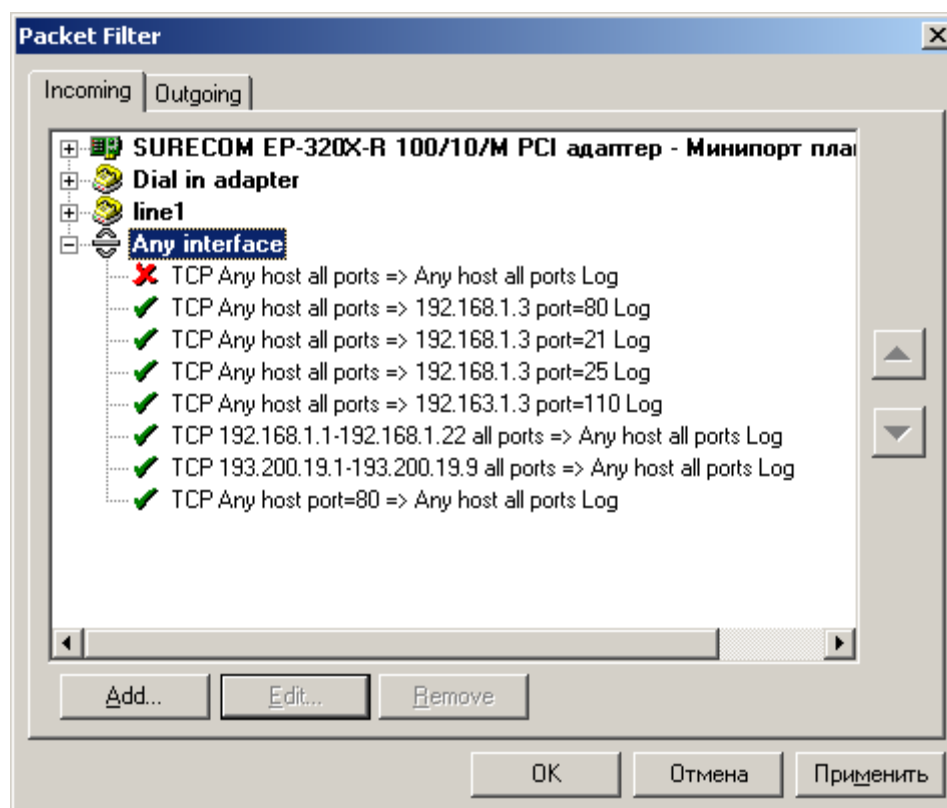 Packet Filter
Incoming
Outgoing
SURECOM EP-320X-R 100/10/M PCI адаптер - Минипорт пла
Dial in adapter
line1
Any interface
TCP Any host all ports => Any host all ports Log
TCP Any host all ports => 192.168.1.3 port=80 Log
TCP Any host all ports => 192.168.1.3 port=21 Log
TCP Any host all ports => 192.168.1.3 port=25 Log
TCP Any host all ports => 192.163.1.3 port=110 Log
TCP 192.168.1.1-192.168.1.22 all ports => Any host all ports Log
TCP 193.200.19.1-193.200.19.9 all ports => Any host all ports Log
TCP Any host port=80 => Any host all ports Log
Add...
Edit...
Remove
OK
Отмена
Применить